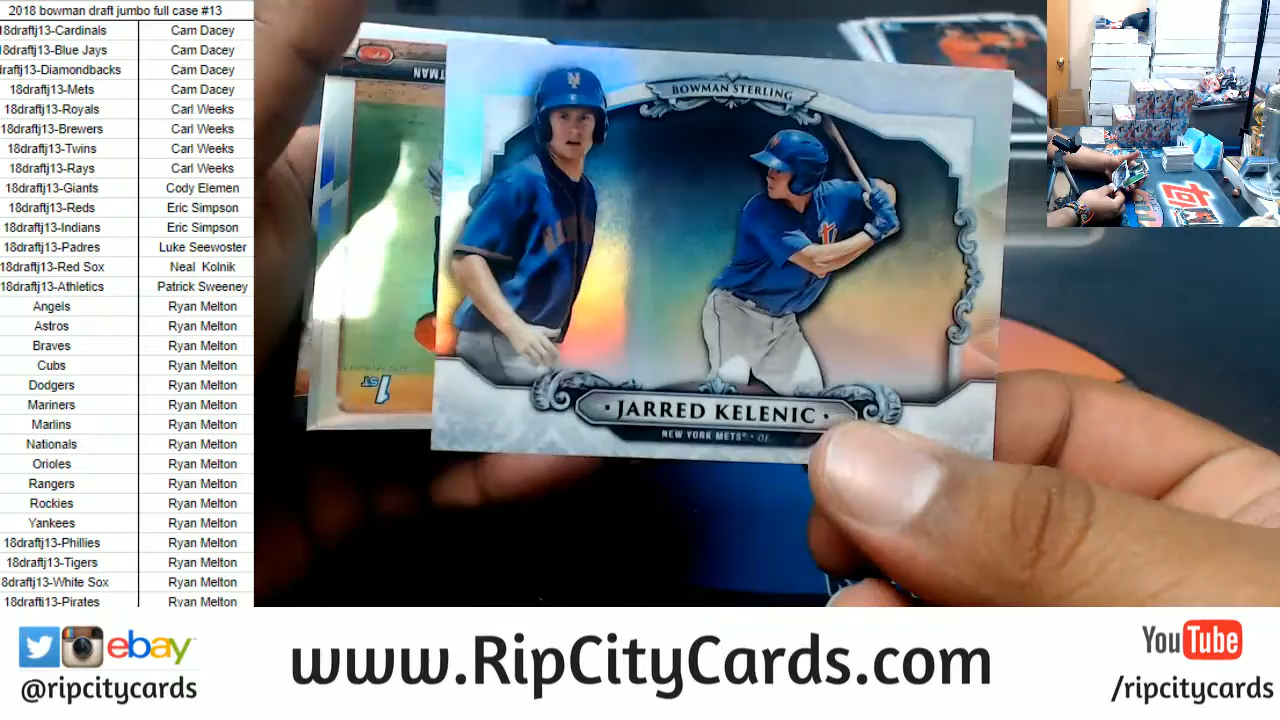 2018 bowman draft jumbo full case #13
18draftj13-Cardinals Cam Dacey
18draftj13-Blue Jays Cam Dacey
draftj13-Diamondbacks Cam Dacey
18draftj13-Mets Cam Dacey
18draftj13-Royals Carl Weeks
18draftj13-Brewers Carl Weeks
18draftj13-Twins Carl Weeks
18draftj13-Rays Carl Weeks
18draftj13-Giants Cody Elemen
18draftj13-Reds Eric Simpson
18draftj13-Indians Eric Simpson
18draftj13-Padres Luke Seewoster
18draftj13-Red Sox Neal Kolnik
18draftj13-Athletics Patrick Sweeney
Angels Ryan Melton
Astros Ryan Melton
Braves Ryan Melton
Cubs Ryan Melton
Dodgers Ryan Melton
Mariners Ryan Melton
Marlins Ryan Melton
Nationals Ryan Melton
Orioles Ryan Melton
Rangers Ryan Melton
Rockies Ryan Melton
Yankees Ryan Melton
18draftj13-Phillies Ryan Melton
18draftj13-Tigers Ryan Melton
8draftj13-White Sox Ryan Melton
18draftj13-Pirates Ryan Melton
BOWMAN STERLING
JARRED KELENIC
NEW YORK METS® • OF
1ST
ebay
@ripcitycards
www.RipCityCards.com
YouTube
/ripcitycards